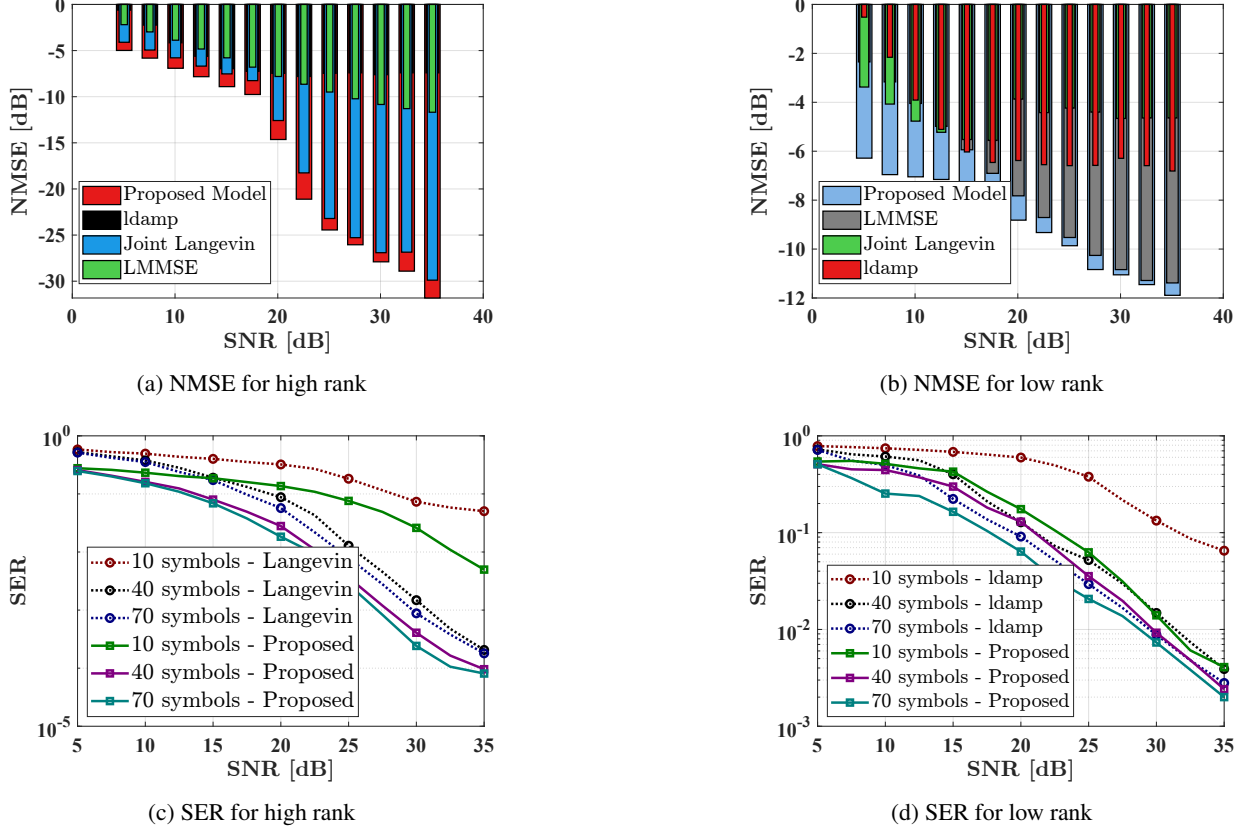 0
-5
-10
-15
-20
-25
-30
NMSE [dB]
Proposed Model
ldamp
Joint Langevin
LMMSE
0 10 20 30 40
SNR [dB]
(a) NMSE for high rank
0
-2
-4
-6
-8
-10
-12
NMSE [dB]
Proposed Model
LMMSE
Joint Langevin
ldamp
0 10 20 30 40
SNR [dB]
(b) NMSE for low rank
10^0
10^-5
SER
10 symbols - Langevin
40 symbols - Langevin
70 symbols - Langevin
10 symbols - Proposed
40 symbols - Proposed
70 symbols - Proposed
5 10 15 20 25 30 35
SNR [dB]
(c) SER for high rank
10^0
10^-1
10^-2
10^-3
SER
10 symbols - ldamp
40 symbols - ldamp
70 symbols - ldamp
10 symbols - Proposed
40 symbols - Proposed
70 symbols - Proposed
5 10 15 20 25 30 35
SNR [dB]
(d) SER for low rank